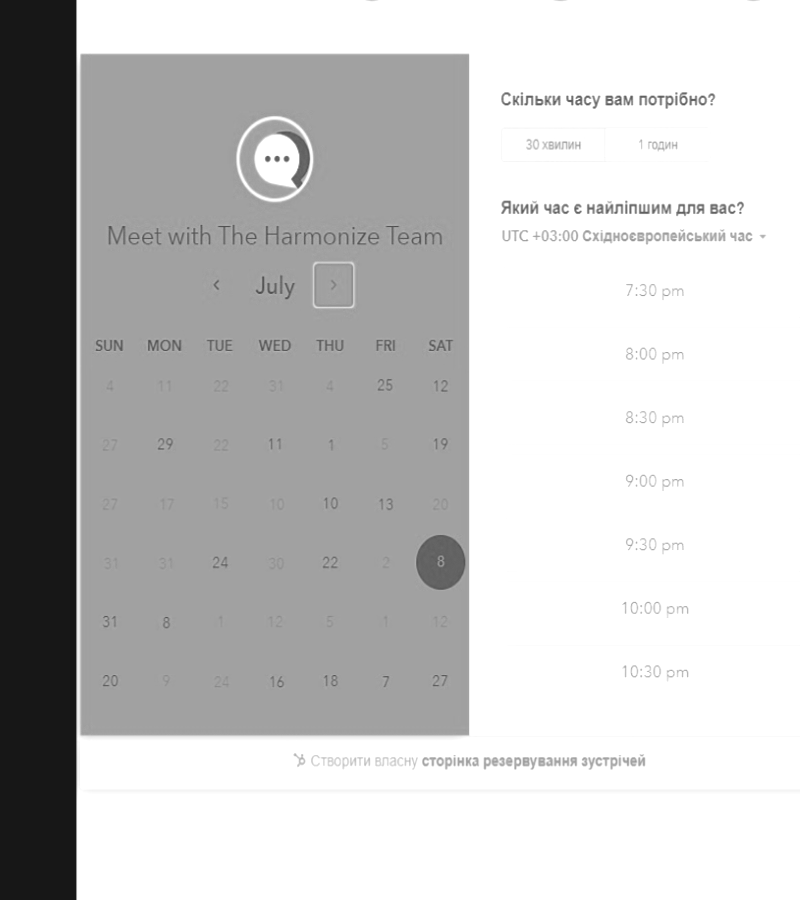 Meet with The Harmonize Team
July
SUN MON TUE WED THU FRI SAT
4 11 22 31 4 25 12
27 29 22 11 1 5 19
27 17 15 10 10 13 20
31 31 24 30 22 2 8
31 8 1 12 5 1 12
20 9 24 16 18 7 27
Скільки часу вам потрібно?
30 хвилин 1 годин
Який час є найліпшим для вас?
UTC +03:00 Східноєвропейський час
7:30 pm
8:00 pm
8:30 pm
9:00 pm
9:30 pm
10:00 pm
10:30 pm
Створити власну сторінка резервування зустрічей